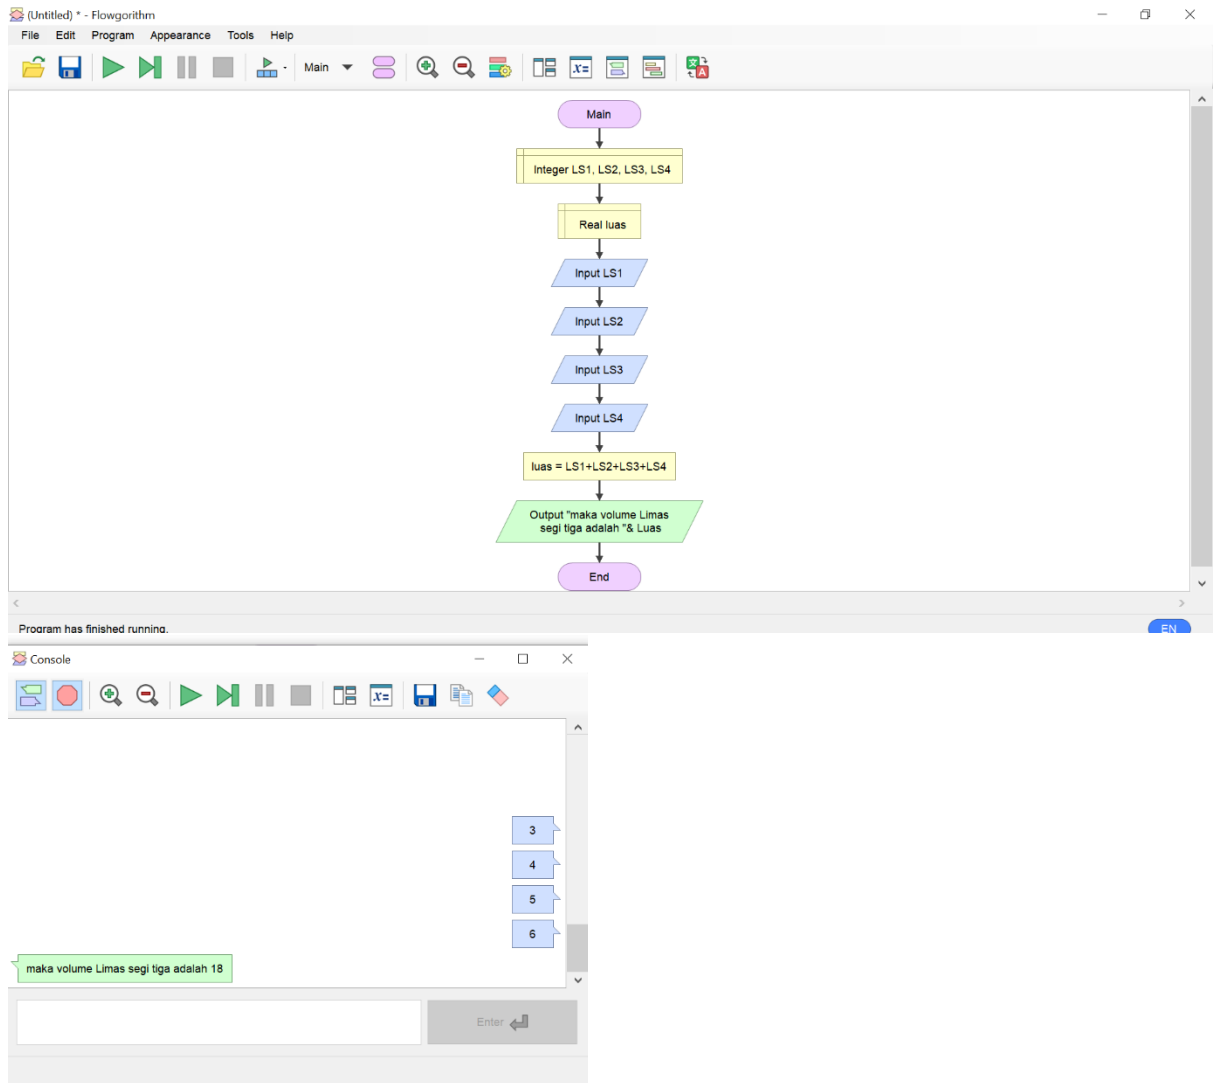 (Untitled) * - Flowgorithm
File Edit Program Appearance Tools Help
Main
Main
Integer LS1, LS2, LS3, LS4
Real luas
Input LS1
Input LS2
Input LS3
Input LS4
luas = LS1+LS2+LS3+LS4
Output "maka volume Limas
segi tiga adalah "& Luas
End
Program has finished running.
EN
Console
x=
3
4
5
6
maka volume Limas segi tiga adalah 18
Enter